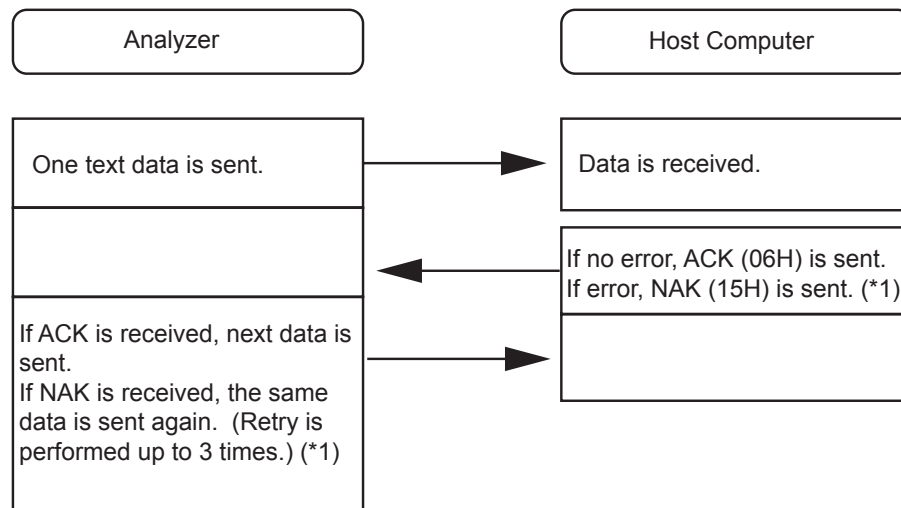 Analyzer
Host Computer
One text data is sent.
Data is received.
If no error, ACK (06H) is sent.
If error, NAK (15H) is sent. (*1)
If ACK is received, next data is
sent.
If NAK is received, the same
data is sent again.  (Retry is
performed up to 3 times.) (*1)